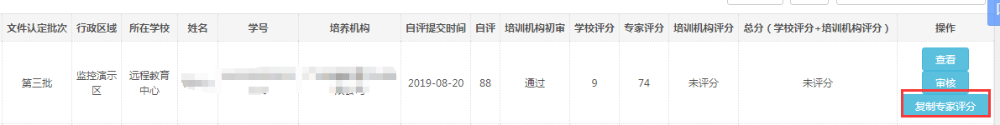 文件认定批次 行政区域 所在学校 姓名 学号 培养机构 自评提交时间 自评 培训机构初审 学校评分 专家评分 培训机构评分 总分（学校评分+培训机构评分） 操作
第三批 监控演示区 远程教育中心 2019-08-20 88 通过 9 74 未评分 未评分 查看
审核
复制专家评分